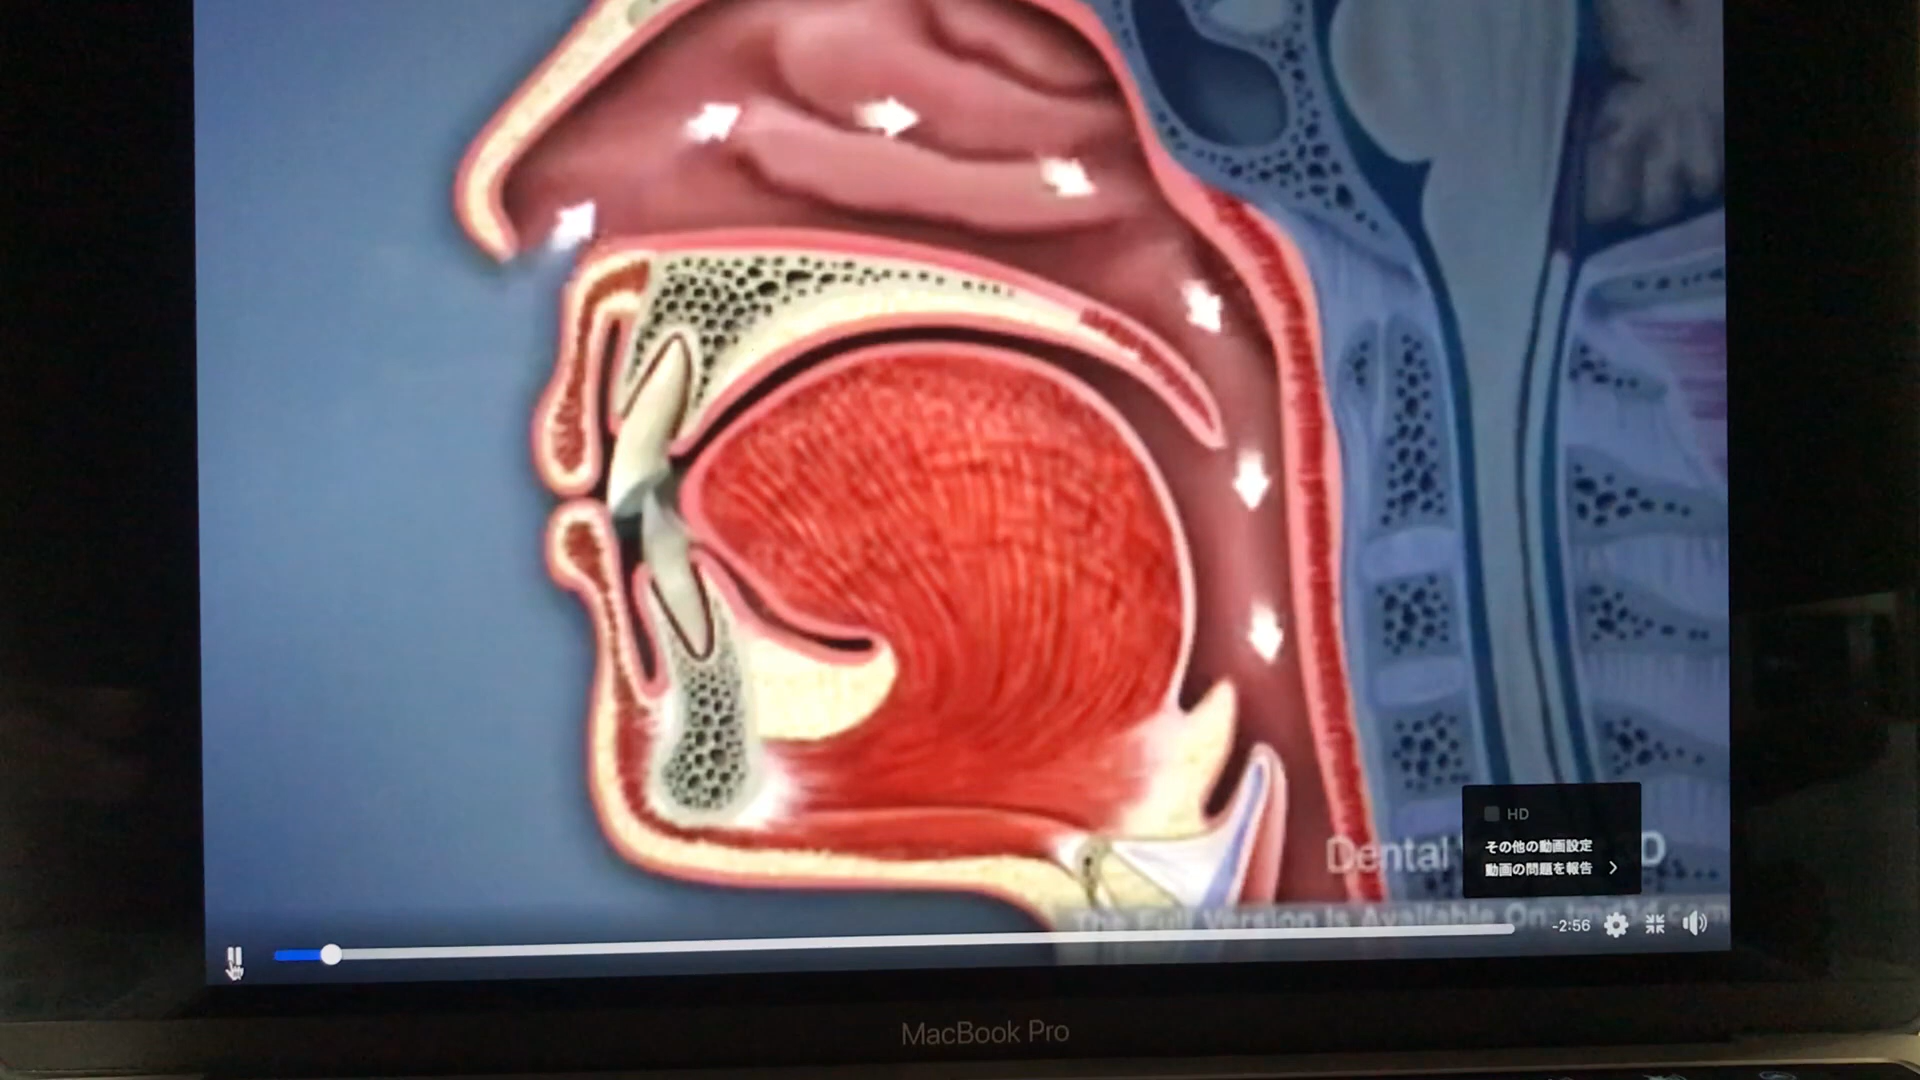 HD
その他の動画設定
動画の問題を報告
Dental
D
The Full Version Is Available On:
-2:56
MacBook Pro